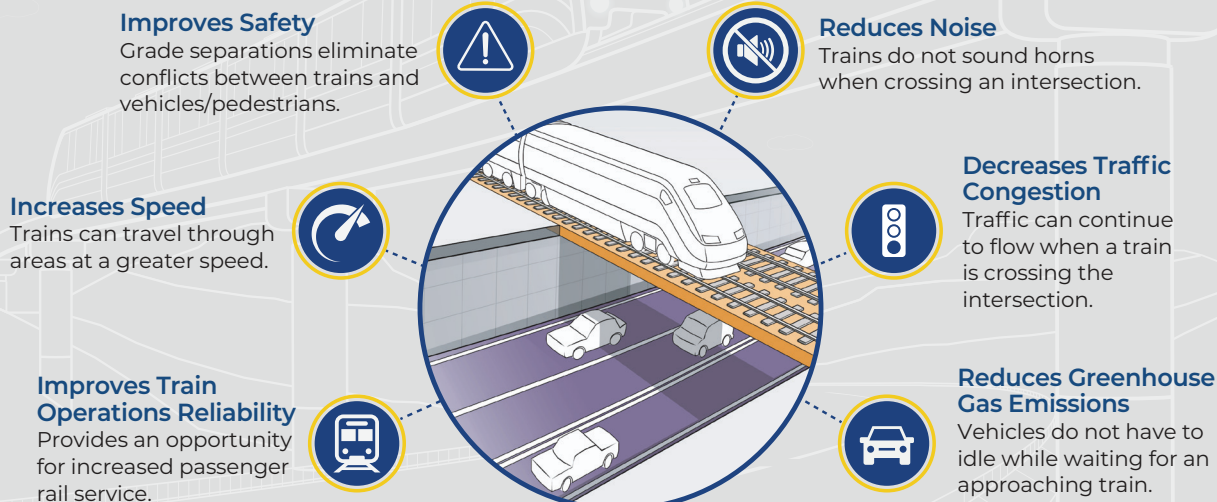 Improves Safety
Grade separations eliminate
conflicts between trains and
vehicles/pedestrians.
Reduces Noise
Trains do not sound horns
when crossing an intersection.
Increases Speed
Trains can travel through
areas at a greater speed.
Decreases Traffic
Congestion
Traffic can continue
to flow when a train
is crossing the
intersection.
Improves Train
Operations Reliability
Provides an opportunity
for increased passenger
rail service.
Reduces Greenhouse
Gas Emissions
Vehicles do not have to
idle while waiting for an
approaching train.